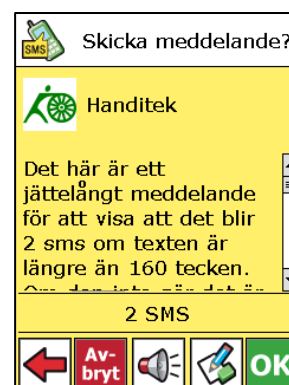 SMS
Skicka meddelande?
Handitek
Det här är ett
jättelångt meddelande
för att visa att det blir
2 sms om texten är
längre än 160 tecken.
2 SMS
Av-
bryt
OK